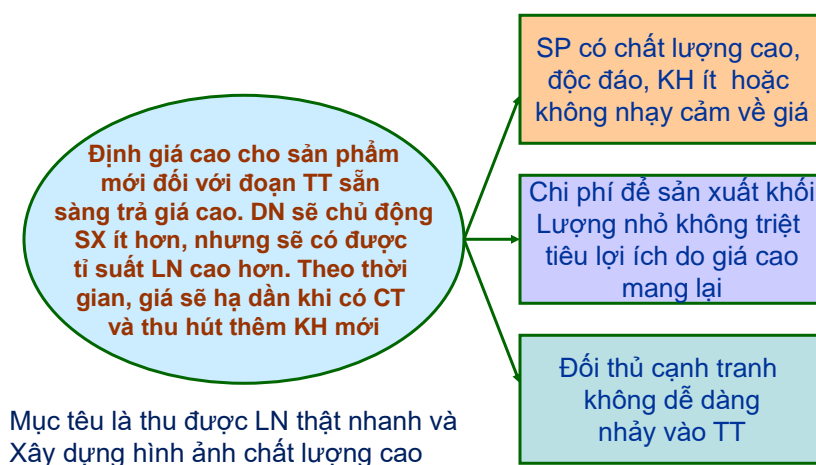 Định giá cao cho sản phẩm
mới đối với đoạn TT sẵn
sàng trả giá cao. DN sẽ chủ động
SX ít hơn, nhưng sẽ có được
tỉ suất LN cao hơn. Theo thời
gian, giá sẽ hạ dần khi có CT
và thu hút thêm KH mới
SP có chất lượng cao,
độc đáo, KH ít hoặc
không nhạy cảm về giá
Chi phí để sản xuất khối
Lượng nhỏ không triệt
tiêu lợi ích do giá cao
mang lại
Đối thủ cạnh tranh
không dễ dàng
nhảy vào TT
Mục têu là thu được LN thật nhanh và
Xây dựng hình ảnh chất lượng cao